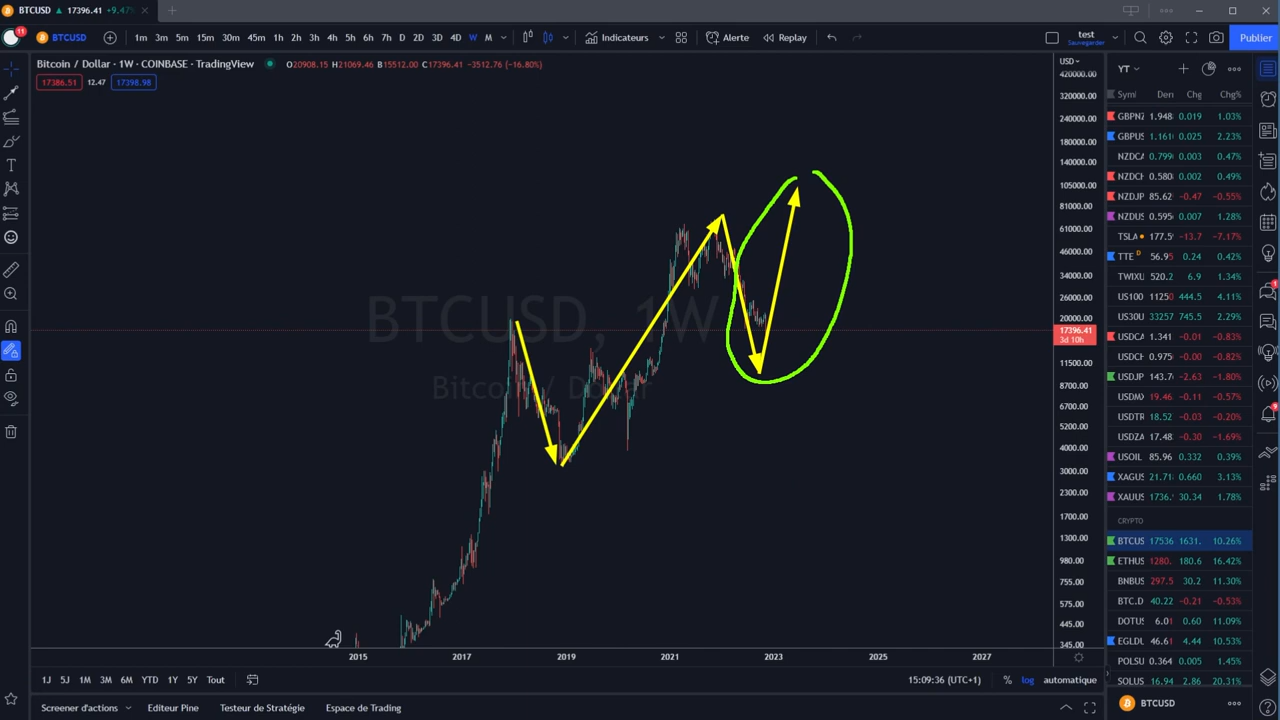 BTCUSD ▲ 17396.41 +9.47%
11 BTCUSD 1m 3m 5m 15m 30m 45m 1h 2h 3h 4h 5h 6h 7h D 2D 3D 4D W M Indicateurs Alerte Replay test Sauvegarder Publier
Bitcoin / Dollar · 1W · COINBASE · TradingView O20908.15 H21069.46 B15512.00 C17396.41 −3512.76 (−16.80%)
17386.51 12.47 17398.98
USD
420000.00
320000.00
240000.00
180000.00
140000.00
105000.00
81000.00
61000.00
46000.00
34000.00
26000.00
20000.00
17396.41
3d 10h
11500.00
8700.00
6700.00
5200.00
4000.00
3000.00
2300.00
1700.00
1300.00
980.00
755.00
575.00
445.00
345.00
BTCUSD, 1W
Bitcoin / Dollar
2015 2017 2019 2021 2023 2025 2027
1J 5J 1M 3M 6M YTD 1Y 5Y Tout 15:09:36 (UTC+1) % log automatique
Screener d'actions Editeur Pine Testeur de Stratégie Espace de Trading
YT
Syml Den Chg Chg%
GBPNZ 1.948 0.019 1.03%
GBPUS 1.1616 0.025 2.23%
NZDCA 0.799 0.003 0.47%
NZDCH 0.580 0.002 0.49%
NZDJP 85.62 −0.47 −0.55%
NZDUS 0.595 0.007 1.28%
TSLA 177.5 −13.7 −7.17%
TTE D 56.95 0.24 0.42%
TWIXU 520.2 6.9 1.34%
US100 11250 444.5 4.11%
US30U 33257 745.5 2.29%
USDCA 1.341 −0.01 −0.83%
USDCH 0.975 −0.00 −0.82%
USDJP 143.7 −2.63 −1.80%
USDMX 19.46 −0.11 −0.57%
USDTR 18.52 −0.03 −0.20%
USDZA 17.48 −0.30 −1.69%
USOIL 85.96 0.332 0.39%
XAGUS 21.71 0.660 3.13%
XAUUS 1736. 30.34 1.78%
CRYPTO
BTCUS 17536 1631. 10.26%
ETHUS 1280. 180.6 16.42%
BNBUS 297.5 30.2 11.30%
BTC.D 40.22 −0.21 −0.53%
DOTUS 6.01 0.60 11.09%
EGLDU 46.61 4.44 10.53%
POLSU 0.364 0.005 1.45%
SOLUS 16.94 2.86 20.31%
BTCUSD